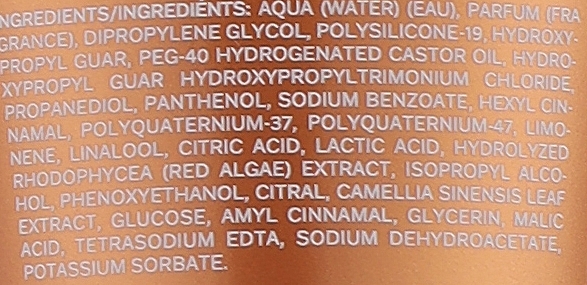 INGREDIENTS/INGREDIËNTS: AQUA (WATER) (EAU), PARFUM (FRA
GRANCE), DIPROPYLENE GLYCOL, POLYSILICONE-19, HYDROXY-
PROPYL GUAR, PEG-40 HYDROGENATED CASTOR OIL, HYDRO-
XYPROPYL GUAR HYDROXYPROPYLTRIMONIUM CHLORIDE,
PROPANEDIOL, PANTHENOL, SODIUM BENZOATE, HEXYL CIN-
NAMAL, POLYQUATERNIUM-37, POLYQUATERNIUM-47, LIMO-
NENE, LINALOOL, CITRIC ACID, LACTIC ACID, HYDROLYZED
RHODOPHYCEA (RED ALGAE) EXTRACT, ISOPROPYL ALCO-
HOL, PHENOXYETHANOL, CITRAL, CAMELLIA SINENSIS LEAF
EXTRACT, GLUCOSE, AMYL CINNAMAL, GLYCERIN, MALIC
ACID, TETRASODIUM EDTA, SODIUM DEHYDROACETATE,
POTASSIUM SORBATE.